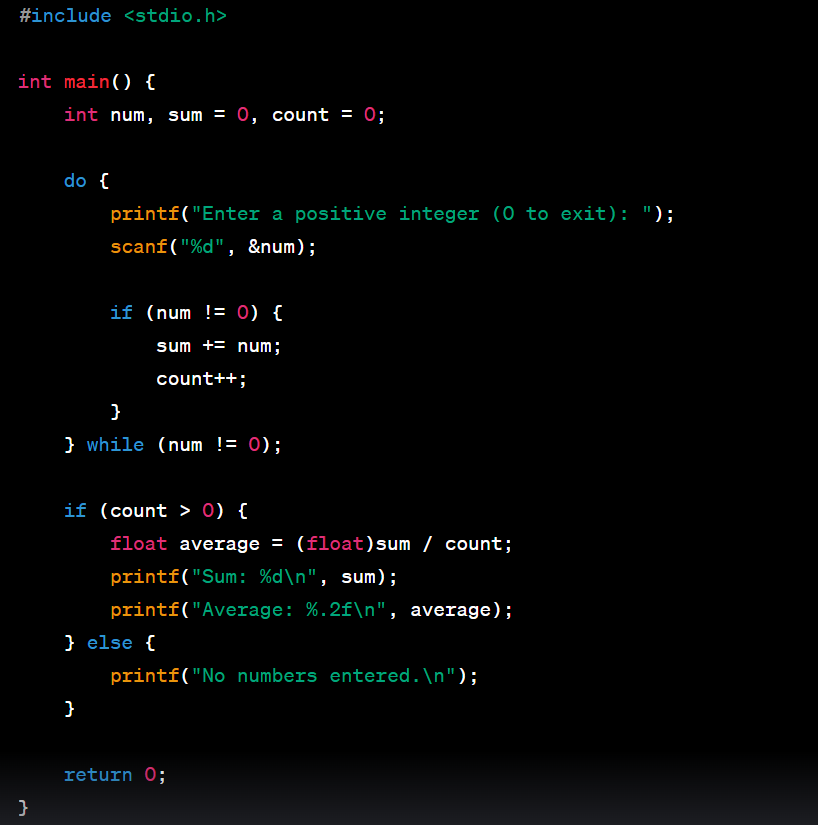 #include <stdio.h>
int main() {
    int num, sum = 0, count = 0;
    do {
        printf("Enter a positive integer (0 to exit): ");
        scanf("%d", &num);
        if (num != 0) {
            sum += num;
            count++;
        }
    } while (num != 0);
    if (count > 0) {
        float average = (float)sum / count;
        printf("Sum: %d\n", sum);
        printf("Average: %.2f\n", average);
    } else {
        printf("No numbers entered.\n");
    }
    return 0;
}